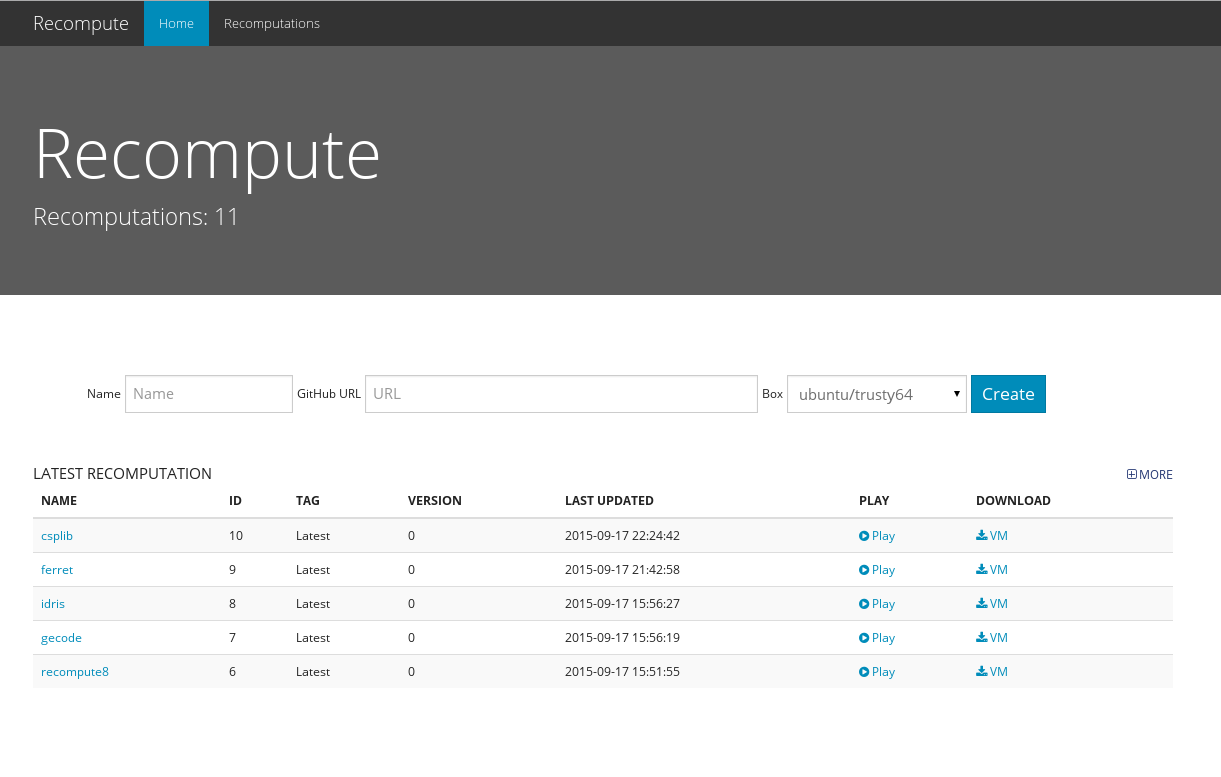 Recompute Home Recomputations
Recompute
Recomputations: 11
Name Name GitHub URL URL Box ubuntu/trusty64 Create
LATEST RECOMPUTATION MORE
NAME ID TAG VERSION LAST UPDATED PLAY DOWNLOAD
csplib 10 Latest 0 2015-09-17 22:24:42 Play VM
ferret 9 Latest 0 2015-09-17 21:42:58 Play VM
idris 8 Latest 0 2015-09-17 15:56:27 Play VM
gecode 7 Latest 0 2015-09-17 15:56:19 Play VM
recompute8 6 Latest 0 2015-09-17 15:51:55 Play VM